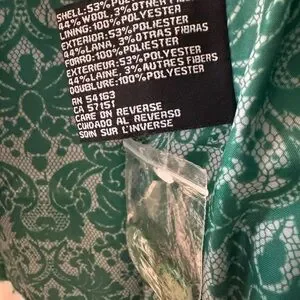 SHELL:53%POL
44% WOOL, 3%OTHER FIBE
LINING:100%POLYESTER
EXTERIOR:53%POLIESTER
44%LANA, 3%OTRAS FIBRAS
FORRO:100%POLIESTER
EXTERIEUR:53%POLYESTER
44%LAINE, 3%AUTRES FIBERS
DOUBLURE:100%POLYESTER
RN 54163
CA 57151
CARE ON REVERSE
CUIDADO AL REVERSO
SOIN SUR L'INVERSE